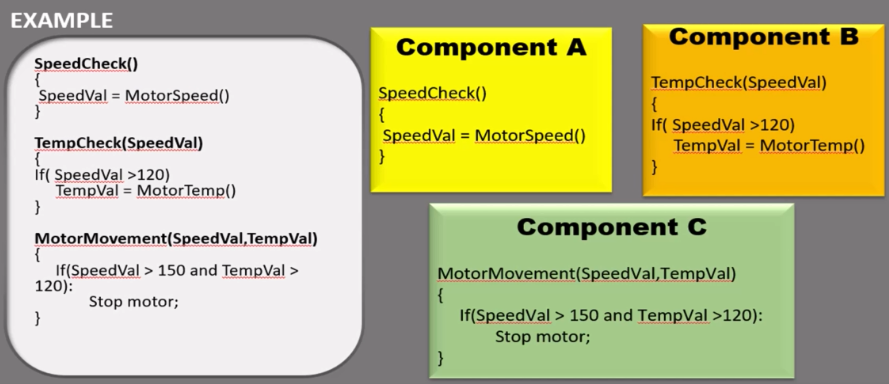 EXAMPLE
SpeedCheck()
{
SpeedVal = MotorSpeed()
}
TempCheck(SpeedVal)
{
If( SpeedVal >120)
TempVal = MotorTemp()
}
MotorMovement(SpeedVal,TempVal)
{
If(SpeedVal > 150 and TempVal >
120):
Stop motor;
}
Component A
SpeedCheck()
{
SpeedVal = MotorSpeed()
}
Component B
TempCheck(SpeedVal)
{
If( SpeedVal >120)
TempVal = MotorTemp()
}
Component C
MotorMovement(SpeedVal,TempVal)
{
If(SpeedVal > 150 and TempVal >120):
Stop motor;
}